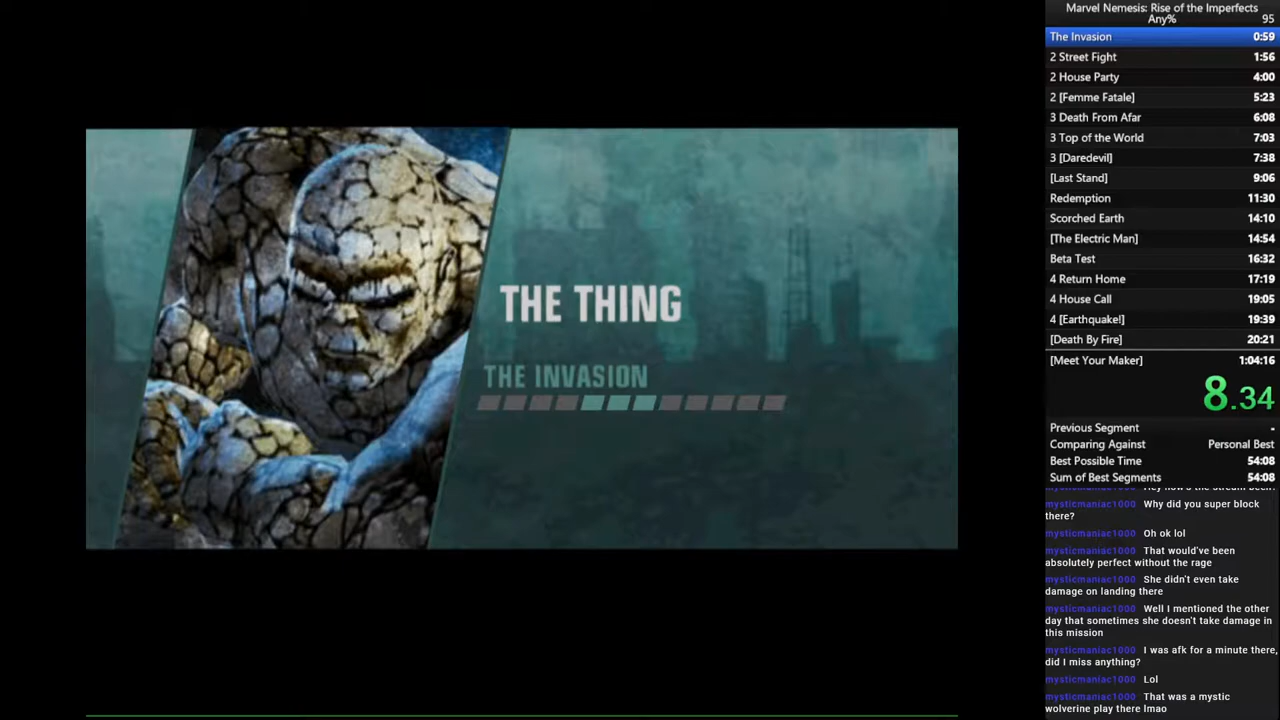 THE THING
THE INVASION
Marvel Nemesis: Rise of the Imperfects
Any% 95
The Invasion 0:59
2 Street Fight 1:56
2 House Party 4:00
2 [Femme Fatale] 5:23
3 Death From Afar 6:08
3 Top of the World 7:03
3 [Daredevil] 7:38
[Last Stand] 9:06
Redemption 11:30
Scorched Earth 14:10
[The Electric Man] 14:54
Beta Test 16:32
4 Return Home 17:19
4 House Call 19:05
4 [Earthquake!] 19:39
[Death By Fire] 20:21
[Meet Your Maker] 1:04:16
8.34
Previous Segment -
Comparing Against Personal Best
Best Possible Time 54:08
Sum of Best Segments 54:08
mysticmaniac1000 Why did you super block
there?
mysticmaniac1000 Oh ok lol
mysticmaniac1000 That would've been
absolutely perfect without the rage
mysticmaniac1000 She didn't even take
damage on landing there
mysticmaniac1000 Well I mentioned the other
day that sometimes she doesn't take damage in
this mission
mysticmaniac1000 I was afk for a minute there,
did I miss anything?
mysticmaniac1000 Lol
mysticmaniac1000 That was a mystic
wolverine play there lmao